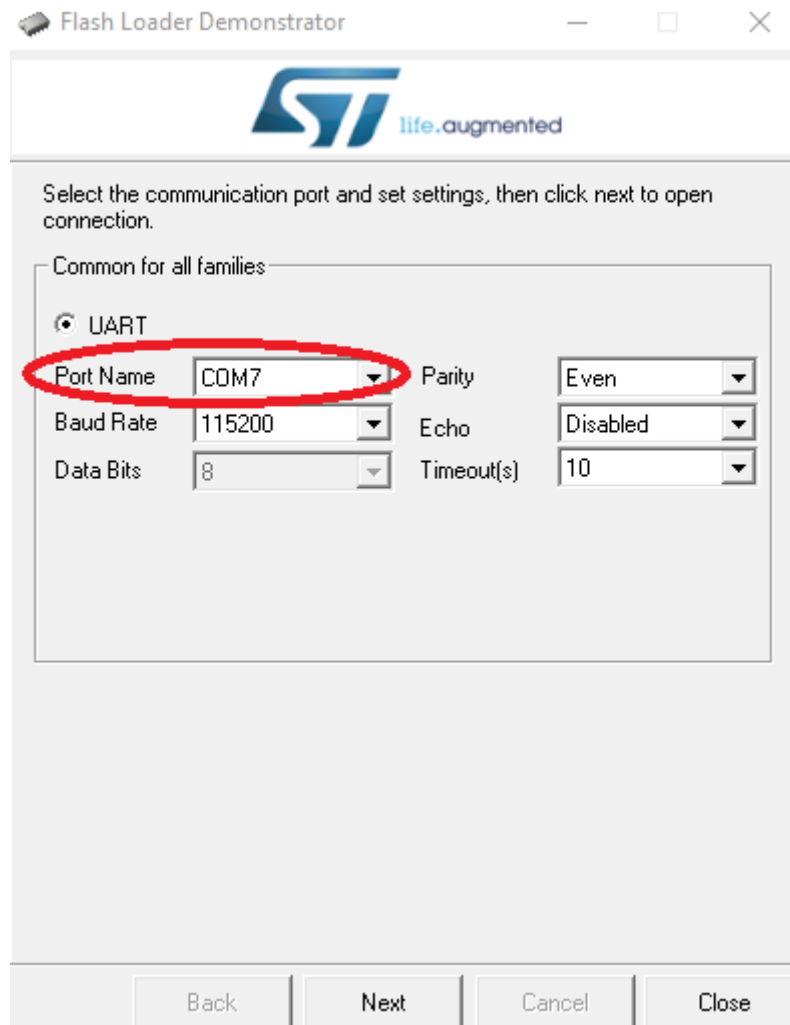 Flash Loader Demonstrator
ST life.augmented
Select the communication port and set settings, then click next to open
connection.
Common for all families
UART
Port Name COM7 Parity Even
Baud Rate 115200 Echo Disabled
Data Bits 8 Timeout(s) 10
Back Next Cancel Close